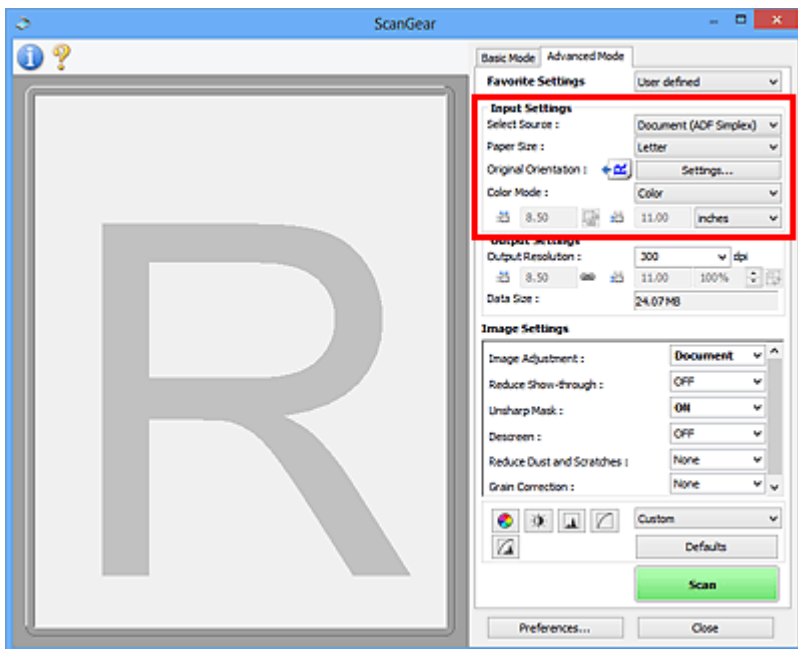 ScanGear
Basic Mode Advanced Mode
Favorite Settings User defined
Input Settings
Select Source : Document (ADF Simplex)
Paper Size : Letter
Original Orientation : R Settings...
Color Mode : Color
8.50 11.00 inches
Output Settings
Output Resolution : 300 dpi
8.50 11.00 100%
Data Size : 24.07 MB
Image Settings
Image Adjustment : Document
Reduce Show-through : OFF
Unsharp Mask : ON
Descreen : OFF
Reduce Dust and Scratches : None
Grain Correction : None
Custom
Defaults
Scan
Preferences... Close
R